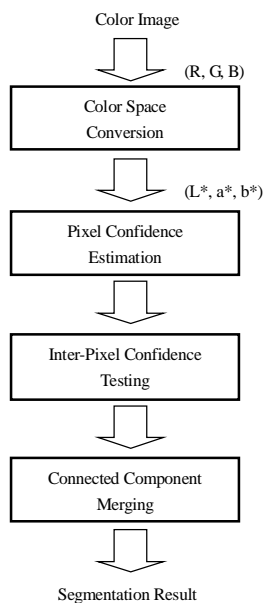 Color Image
(R, G, B)
Color Space
Conversion
(L*, a*, b*)
Pixel Confidence
Estimation
Inter-Pixel Confidence
Testing
Connected Component
Merging
Segmentation Result